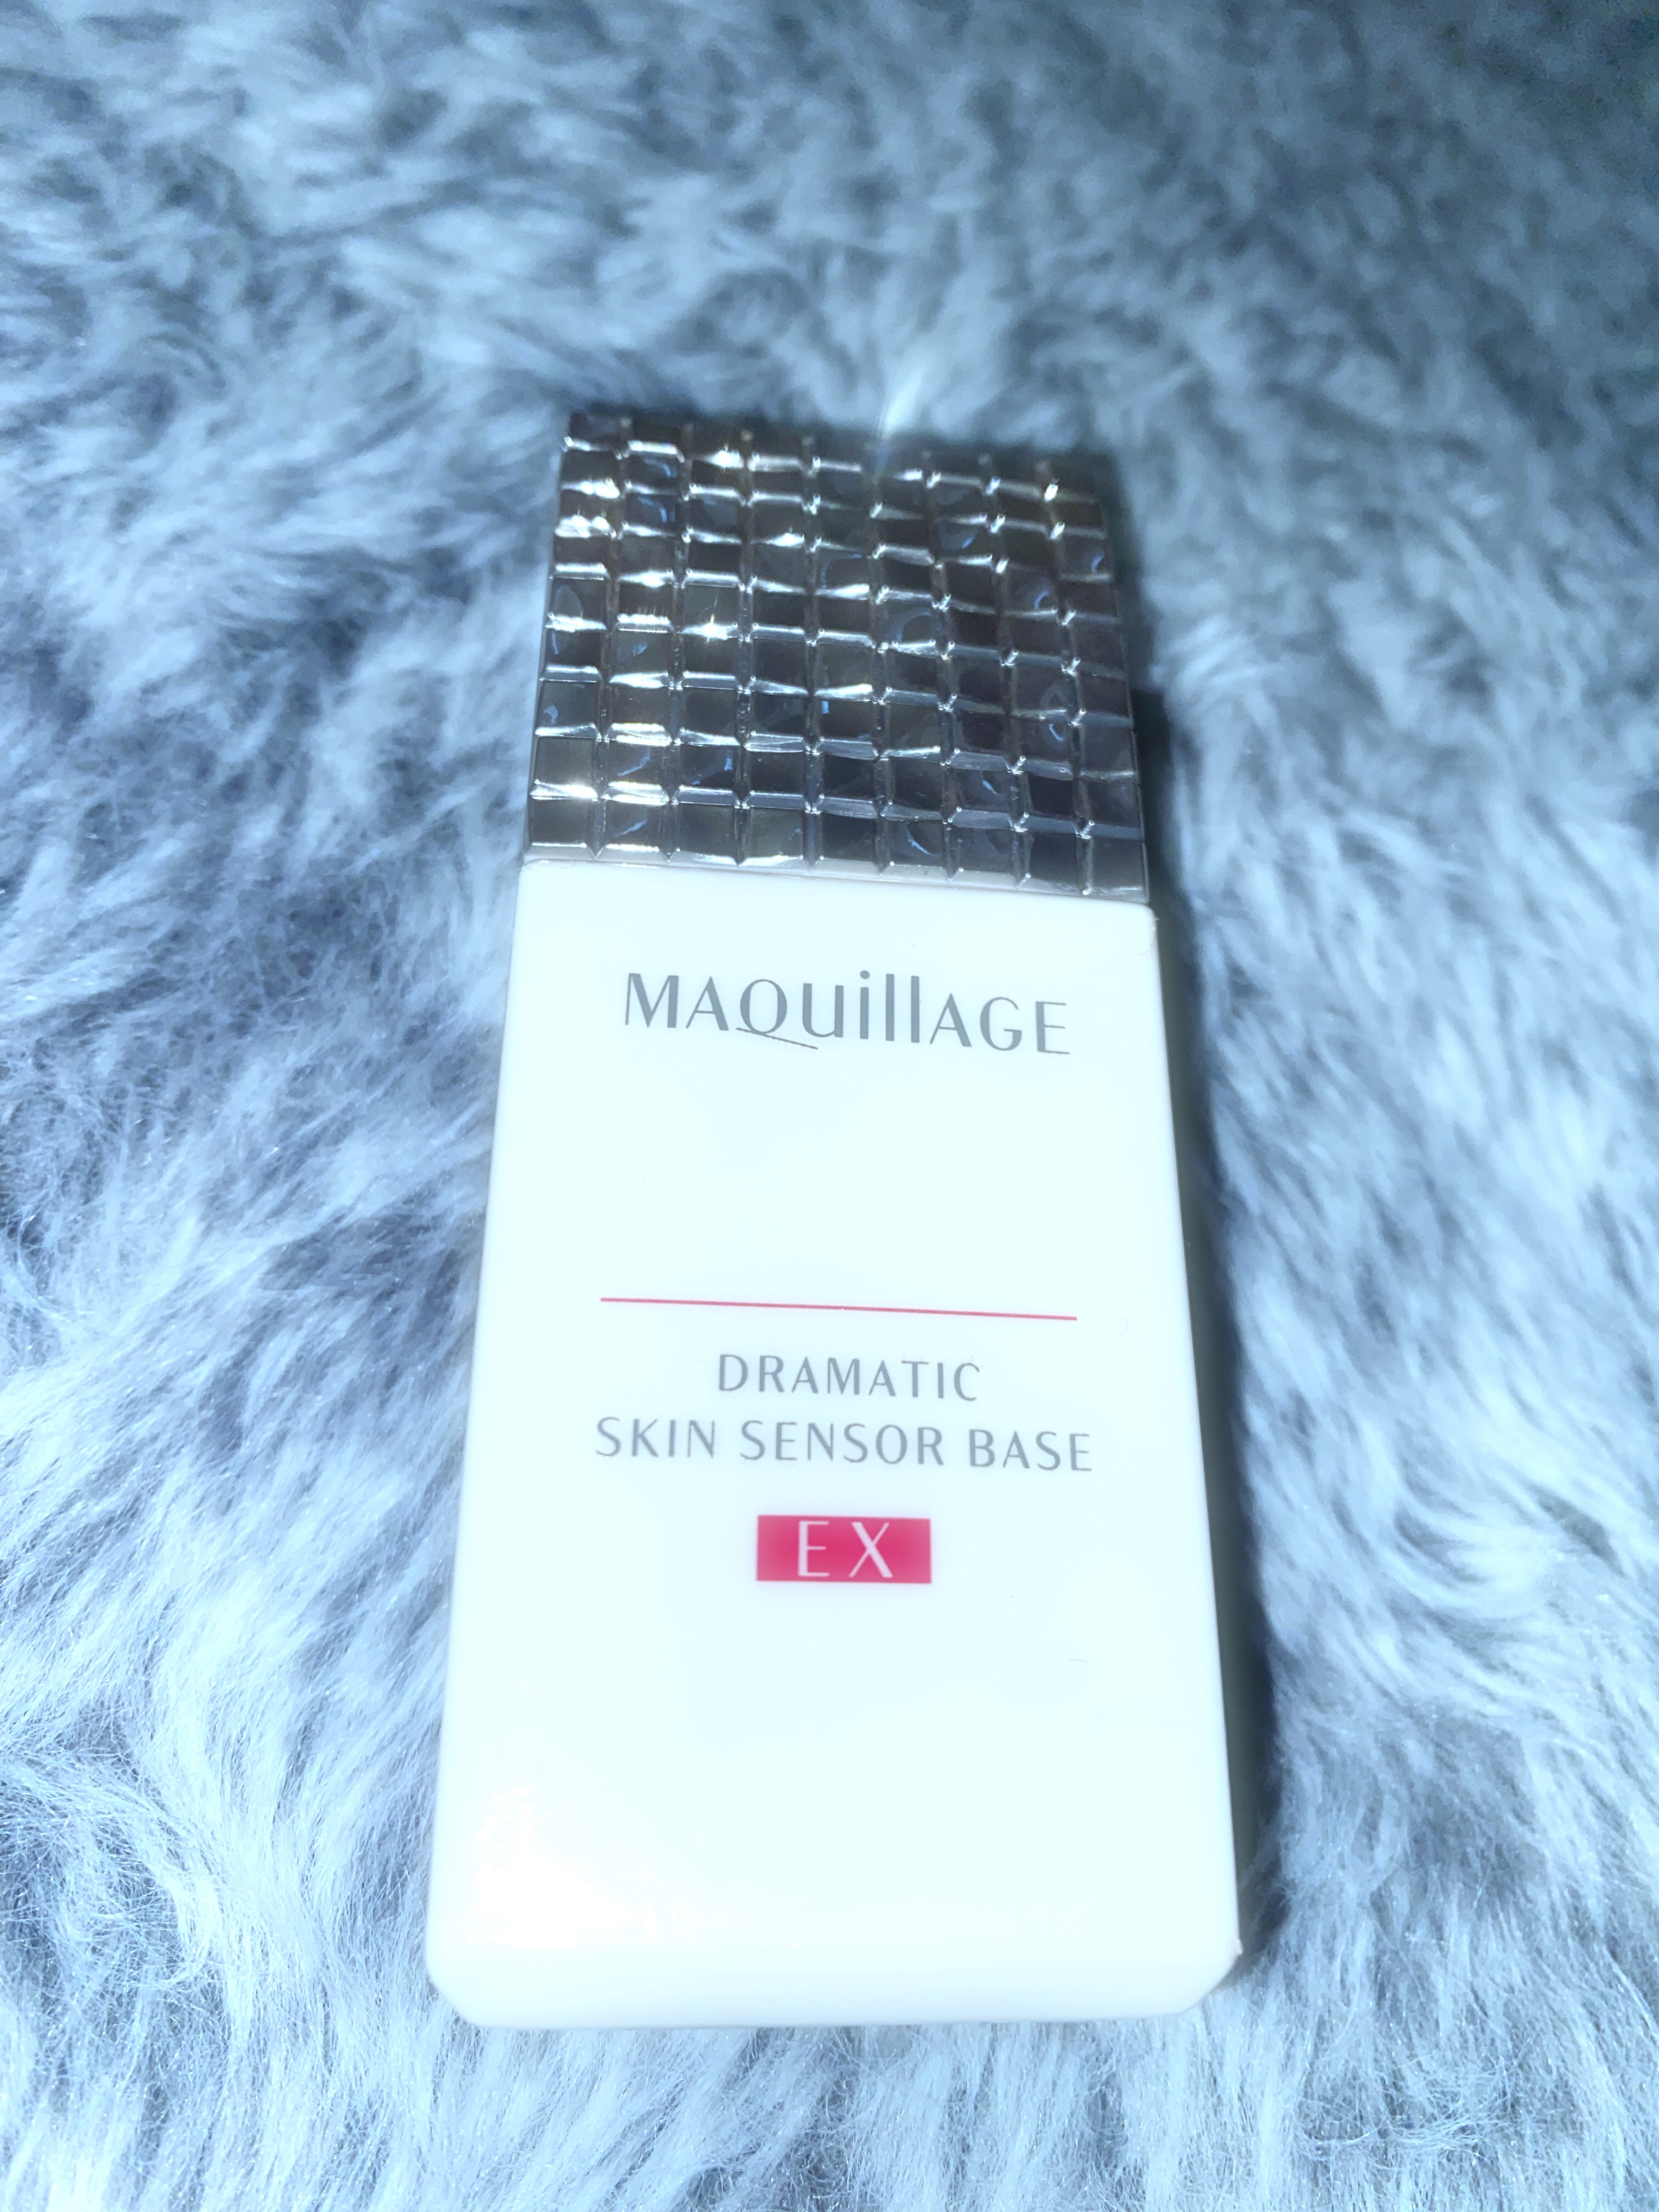 MAQuillAGE
DRAMATIC
SKIN SENSOR BASE
EX